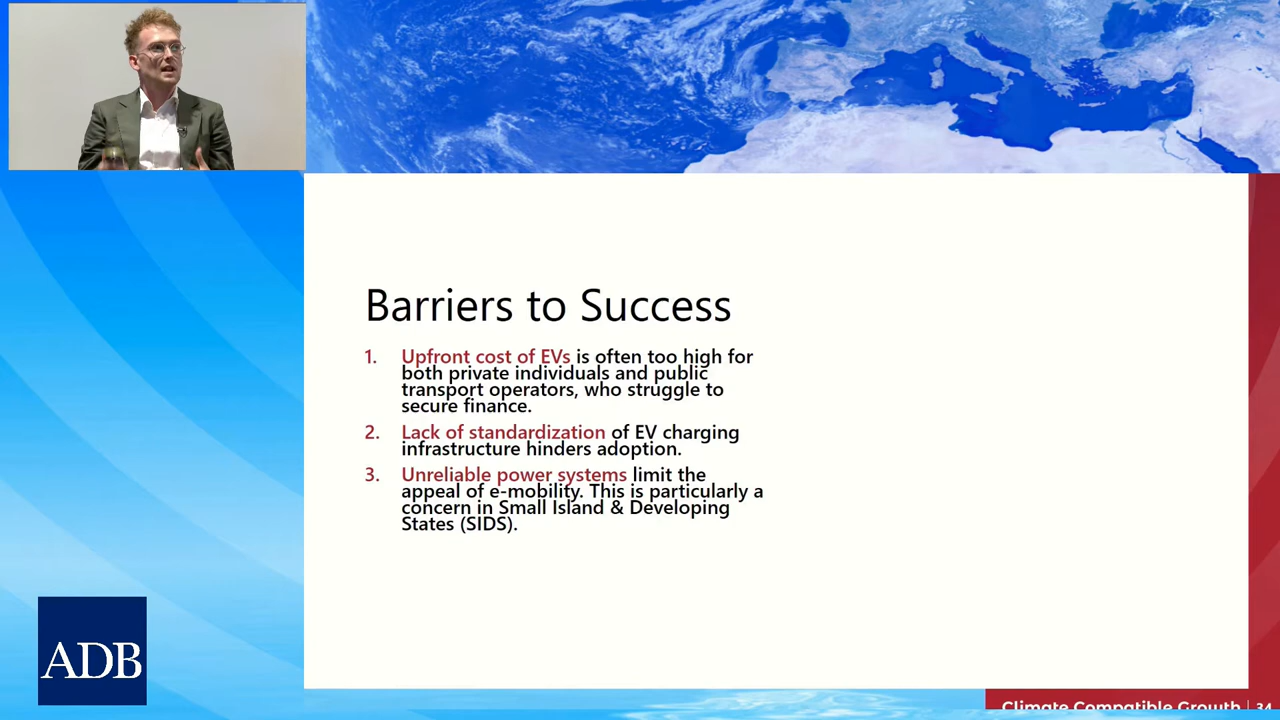 Barriers to Success
1. Upfront cost of EVs is often too high for
both private individuals and public
transport operators, who struggle to
secure finance.
2. Lack of standardization of EV charging
infrastructure hinders adoption.
3. Unreliable power systems limit the
appeal of e-mobility. This is particularly a
concern in Small Island & Developing
States (SIDS).
ADB
Climate Compatible Growth | 34